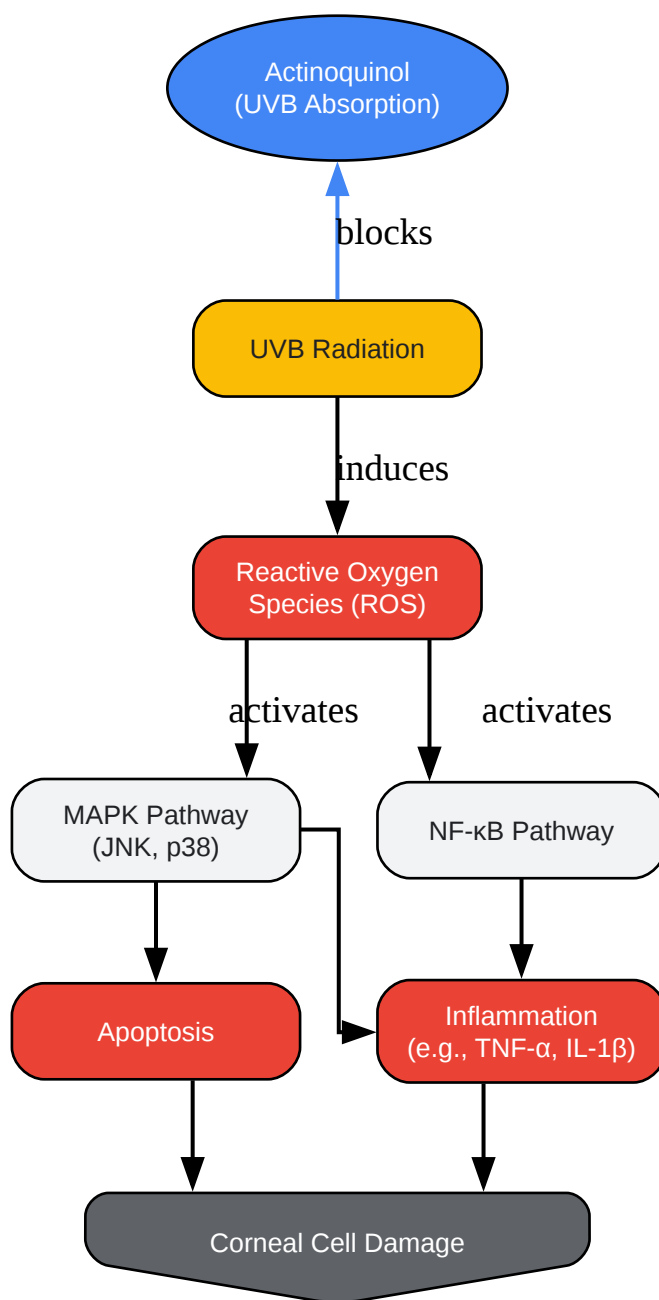 Actinoquinol
(UVB Absorption)
blocks
UVB Radiation
induces
Reactive Oxygen
Species (ROS)
activates
activates
MAPK Pathway
(JNK, p38)
NF-κB Pathway
Apoptosis
Inflammation
(e.g., TNF-α, IL-1β)
Corneal Cell Damage